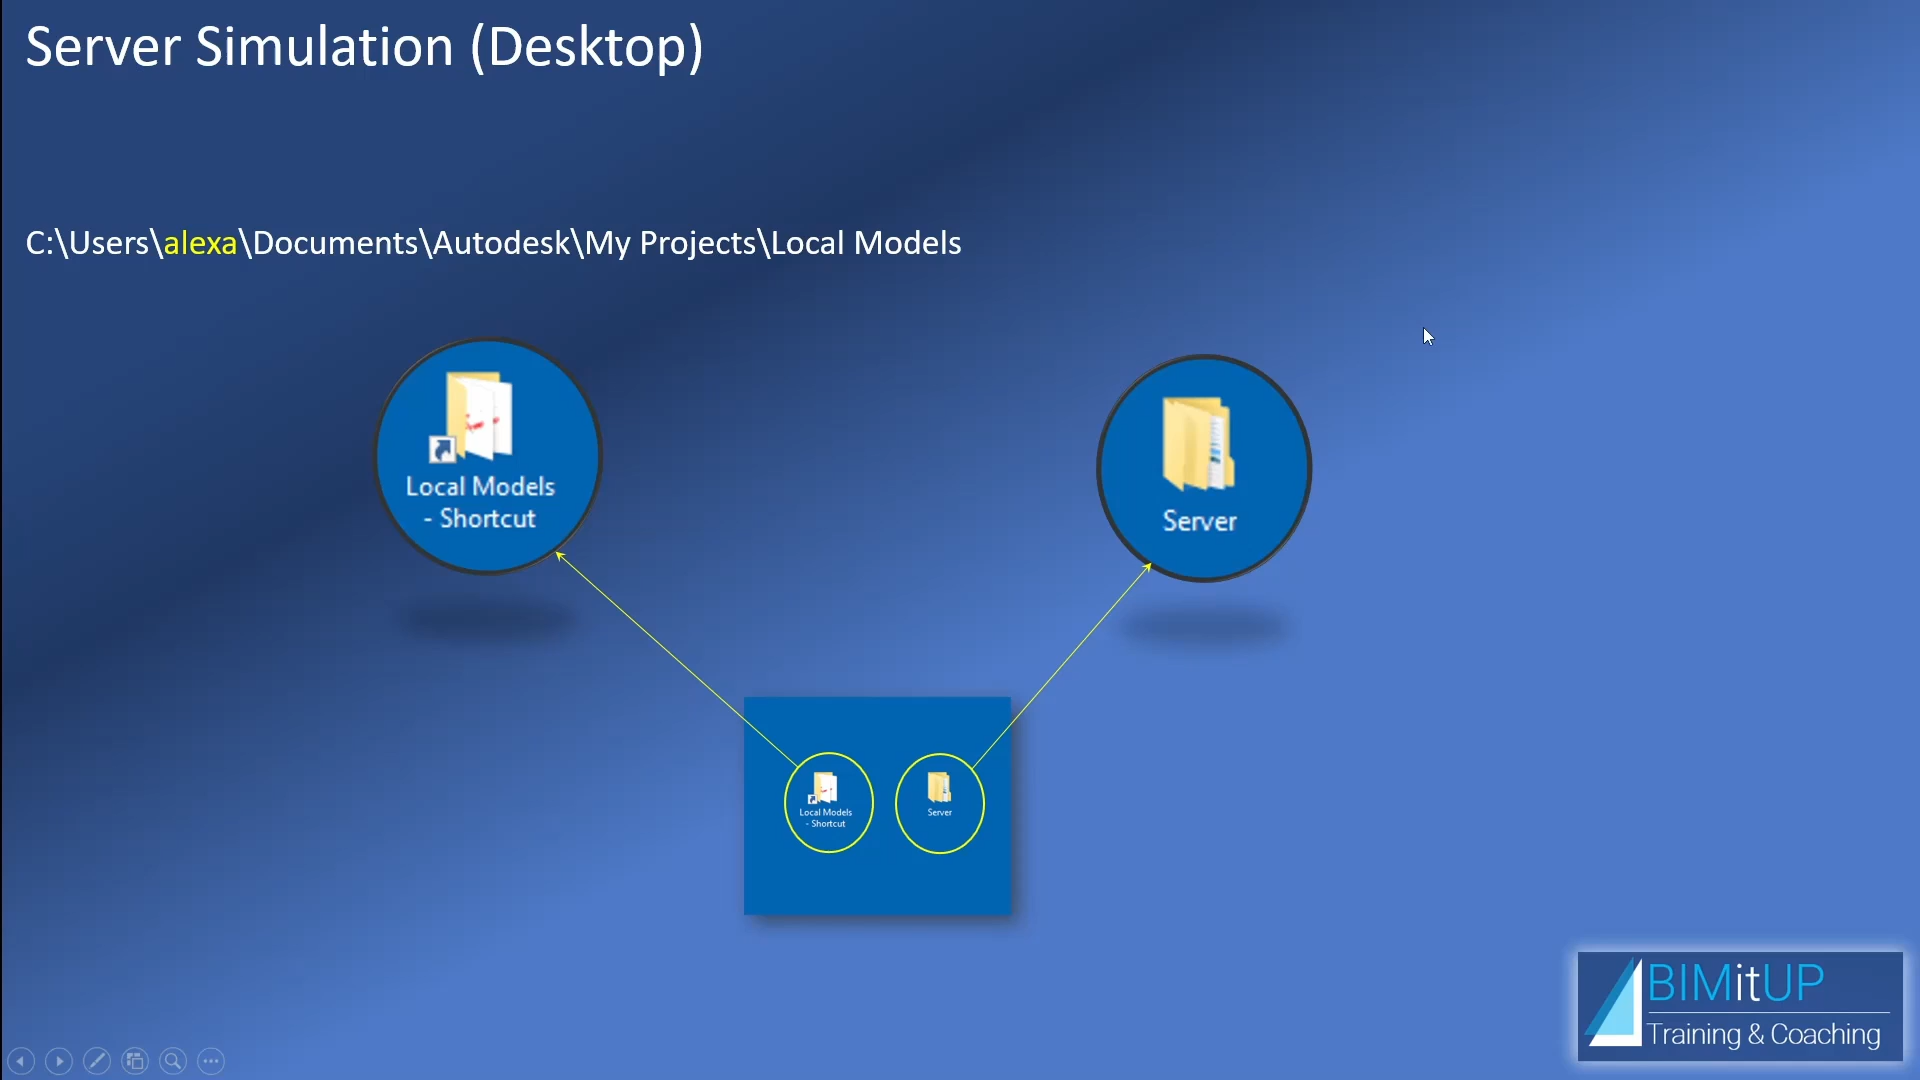 Server Simulation (Desktop)
C:\Users\alexa\Documents\Autodesk\My Projects\Local Models
Local Models
- Shortcut
Server
Local Models
- Shortcut
Server
BIMitUP
Training & Coaching